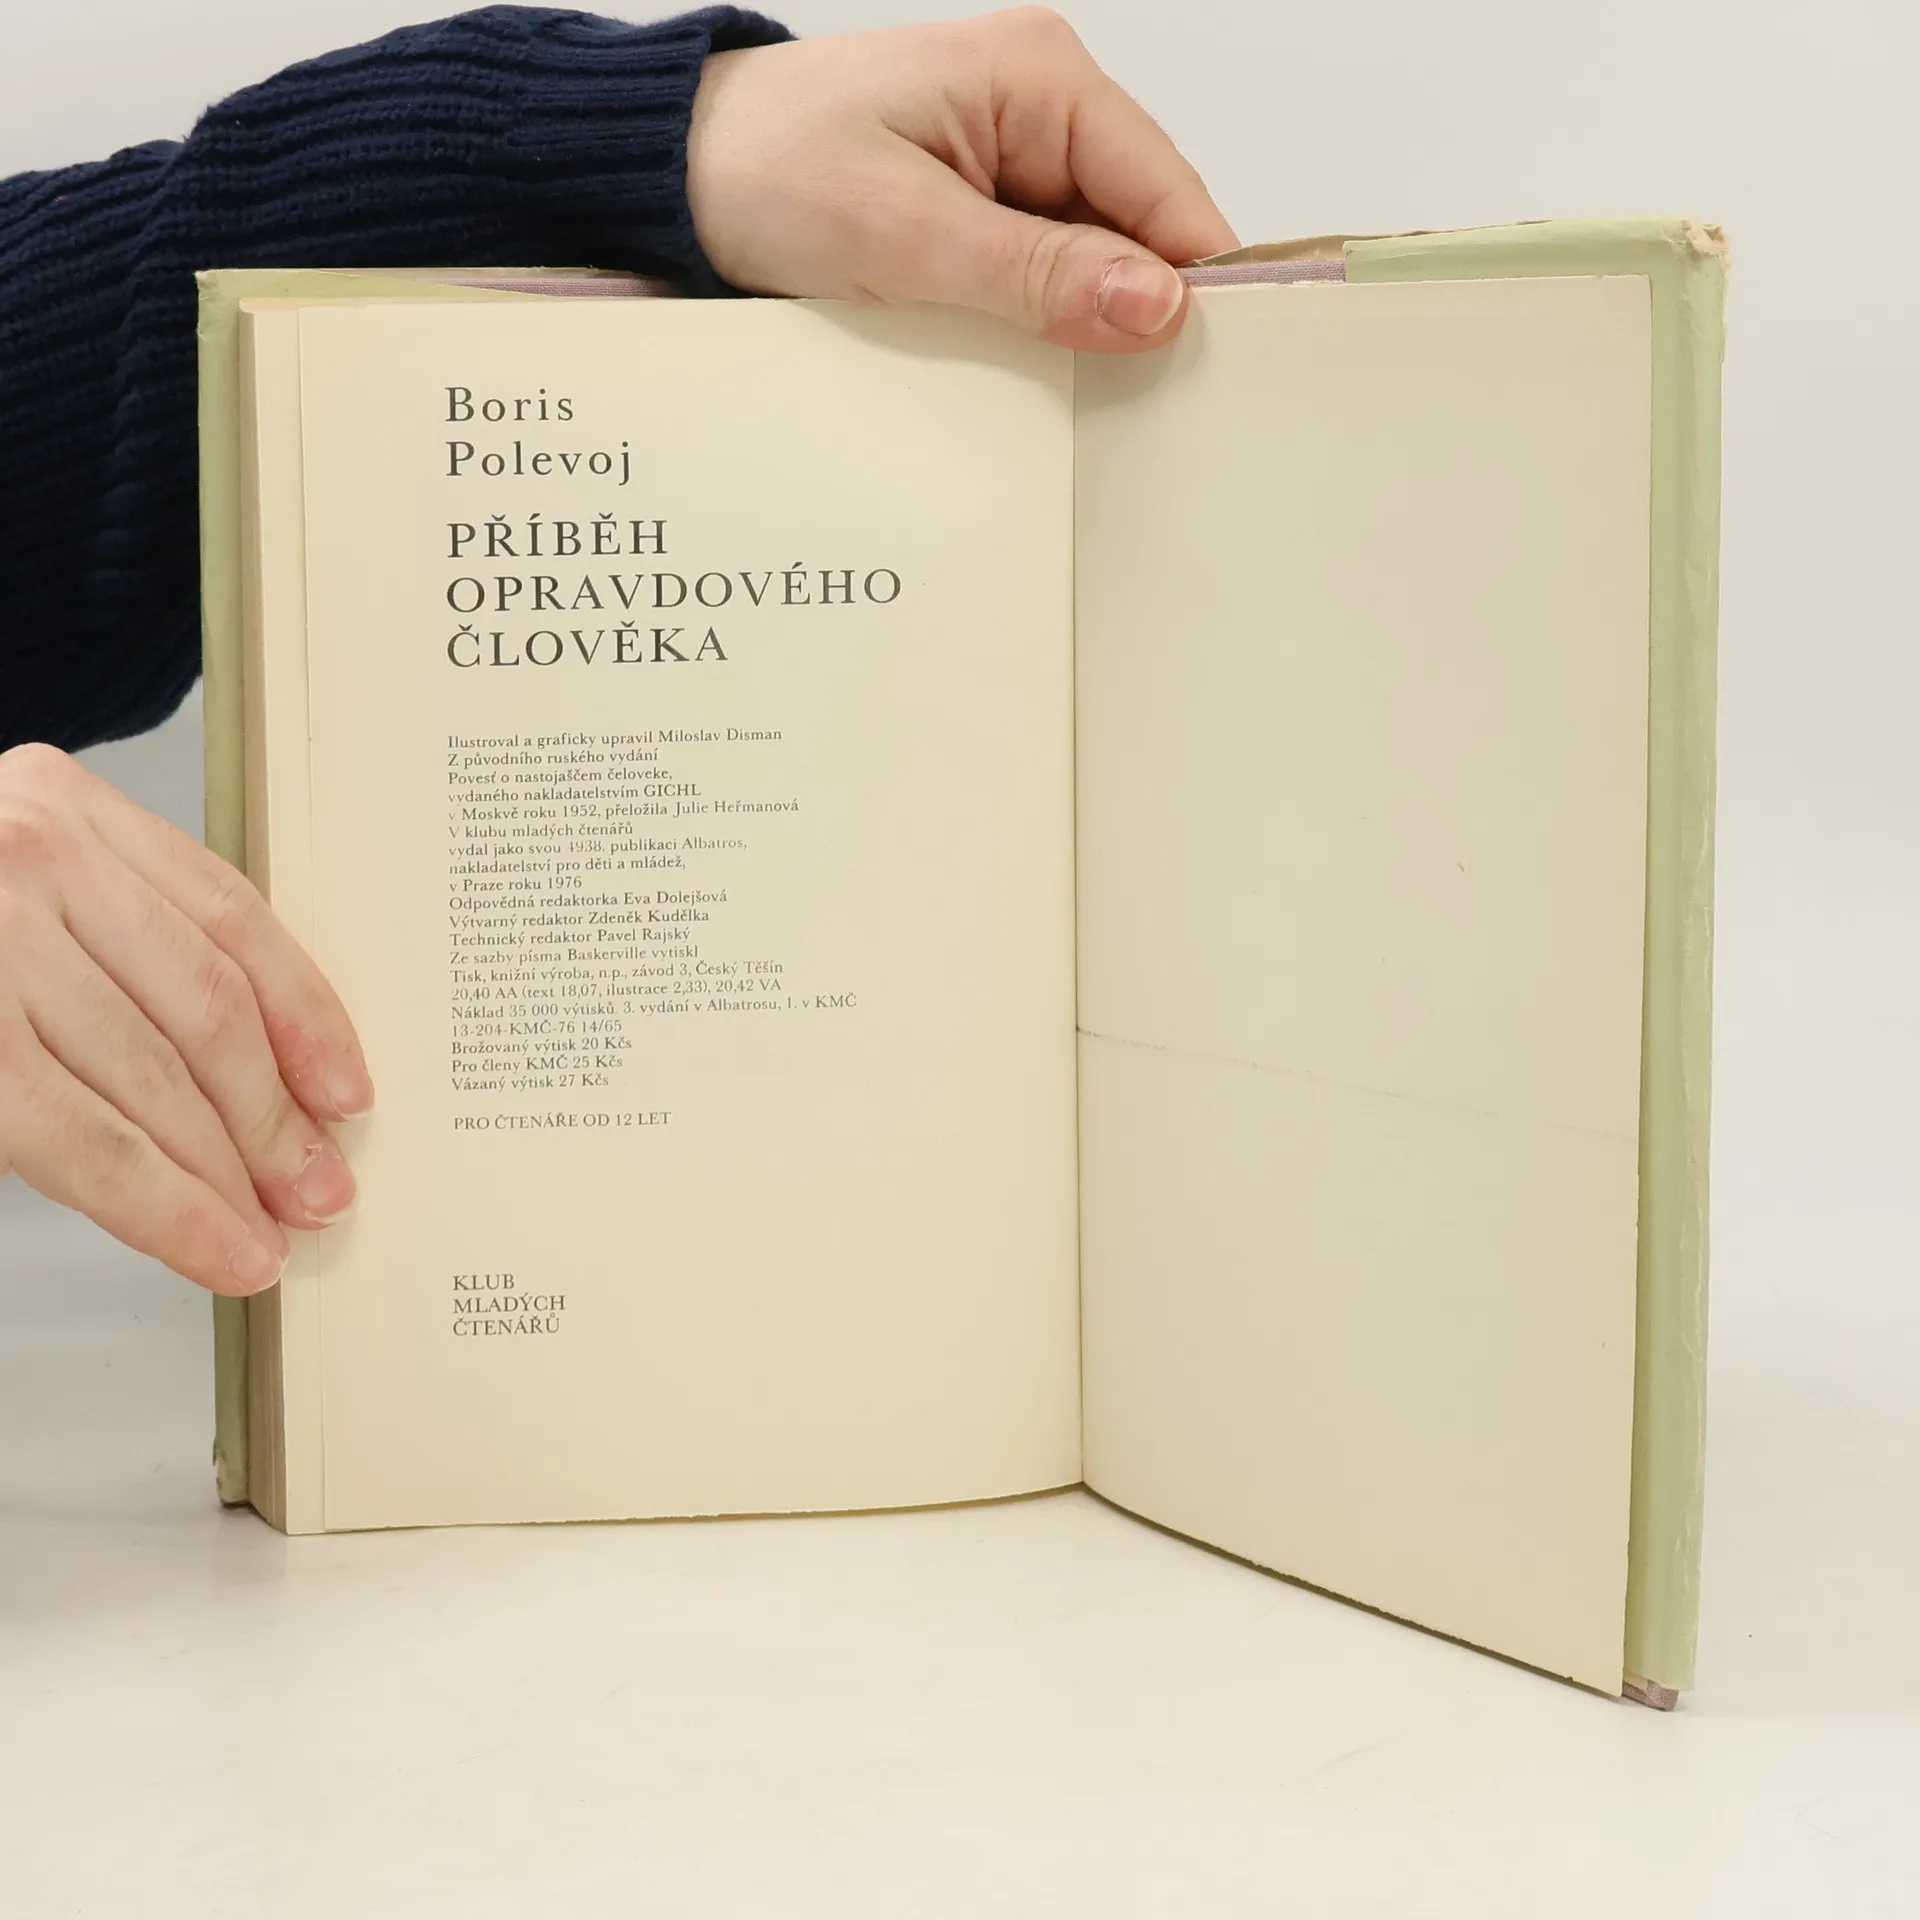 Boris
Polevoj
PŘÍBĚH
OPRAVDOVÉHO
ČLOVĚKA
Ilustroval a graficky upravil Miloslav Disman
Z původního ruského vydání
Povesť o nastojaščem čeloveke,
vydaného nakladatelstvím GICHL
v Moskvě roku 1952, přeložila Julie Heřmanová
V klubu mladých čtenářů
vydal jako svou 4938. publikaci Albatros,
nakladatelství pro děti a mládež,
v Praze roku 1976
Odpovědná redaktorka Eva Dolejšová
Výtvarný redaktor Zdeněk Kudělka
Technický redaktor Pavel Rajský
Ze sazby písma Baskerville vytiskl
Tisk, knižní výroba, n.p., závod 3, Český Těšín
20,40 AA (text 18,07, ilustrace 2,33), 20,42 VA
Náklad 35 000 výtisků. 3. vydání v Albatrosu, 1. v KMČ
13-204-KMČ-76 14/65
Brožovaný výtisk 20 Kčs
Pro členy KMČ 25 Kčs
Vázaný výtisk 27 Kčs
PRO ČTENÁŘE OD 12 LET
KLUB
MLADÝCH
ČTENÁŘŮ